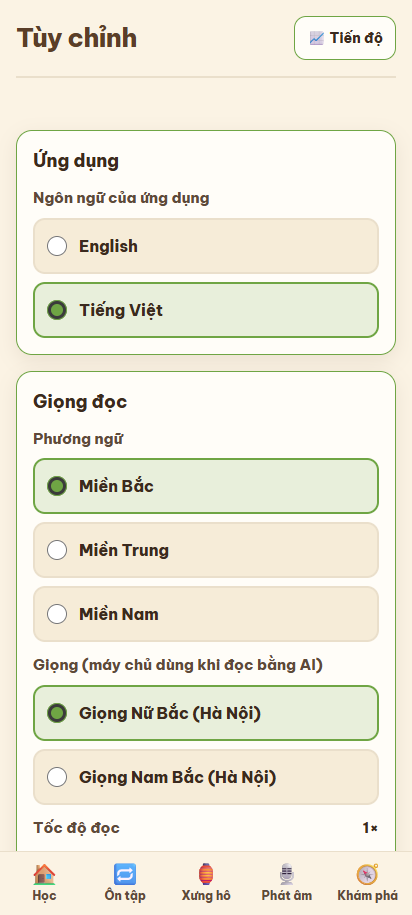 Tùy chỉnh
Tiến độ
Ứng dụng
Ngôn ngữ của ứng dụng
English
Tiếng Việt
Giọng đọc
Phương ngữ
Miền Bắc
Miền Trung
Miền Nam
Giọng (máy chủ dùng khi đọc bằng AI)
Giọng Nữ Bắc (Hà Nội)
Giọng Nam Bắc (Hà Nội)
Tốc độ đọc 1×
Học Ôn tập Xưng hô Phát âm Khám phá